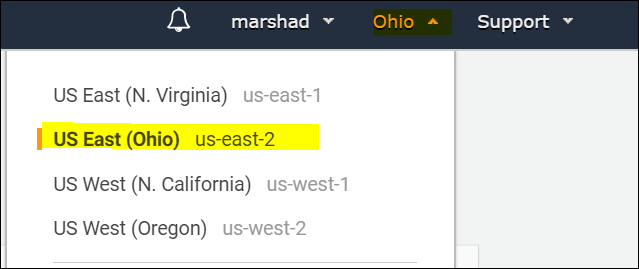 marshad Ohio Support
US East (N. Virginia) us-east-1
US East (Ohio) us-east-2
US West (N. California) us-west-1
US West (Oregon) us-west-2